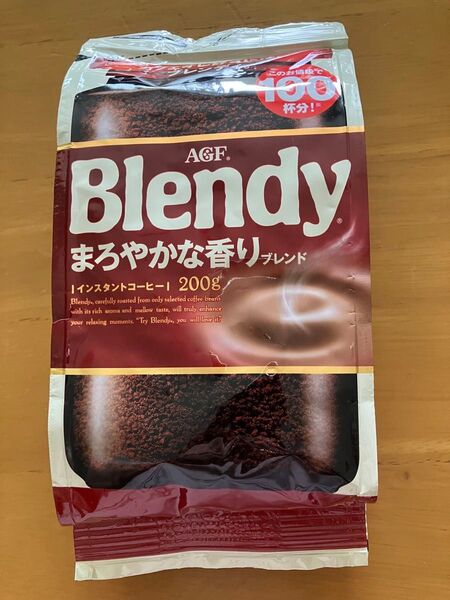 このお値段で
100
杯分!
AGF®
Blendy®
まろやかな香りブレンド
インスタントコーヒー 200g
Blendy®, carefully roasted from only selected coffee beans
with its rich aroma and mellow taste, will truly enhance
your relaxing moments. "Try Blendy®, you will love it!"